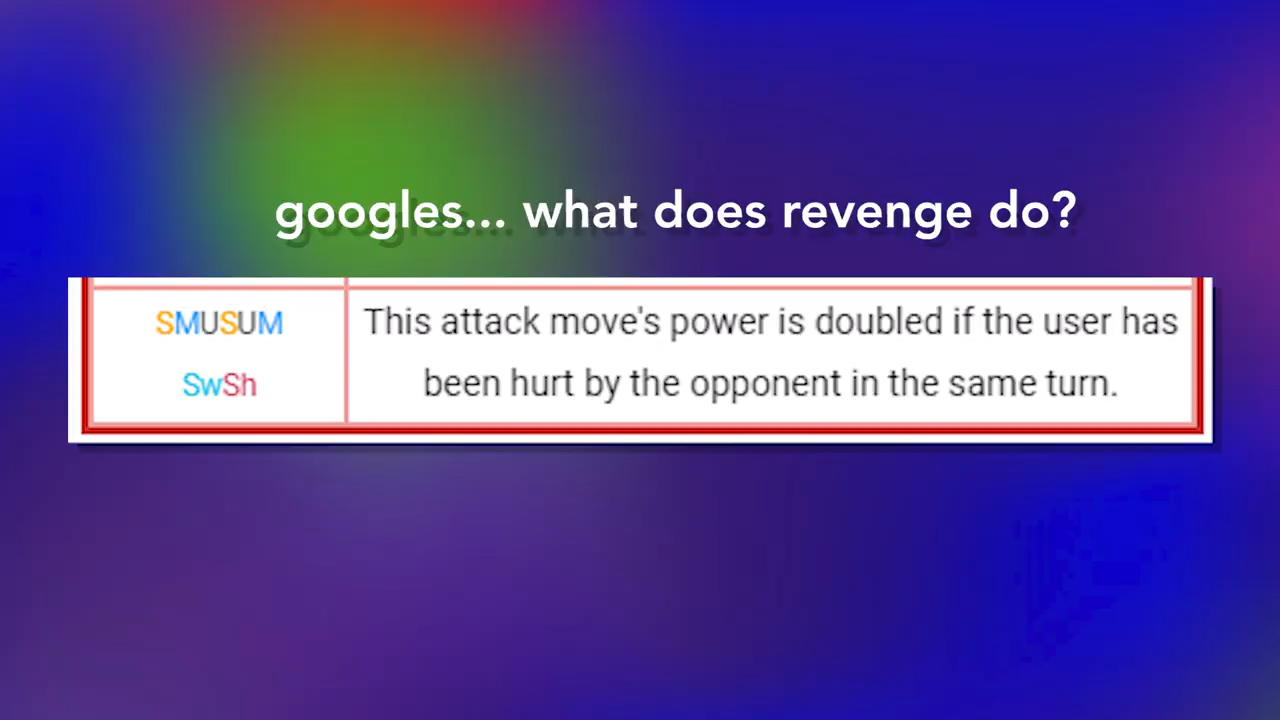 googles... what does revenge do?
SMUSUM
This attack move's power is doubled if the user has
SwSh
been hurt by the opponent in the same turn.